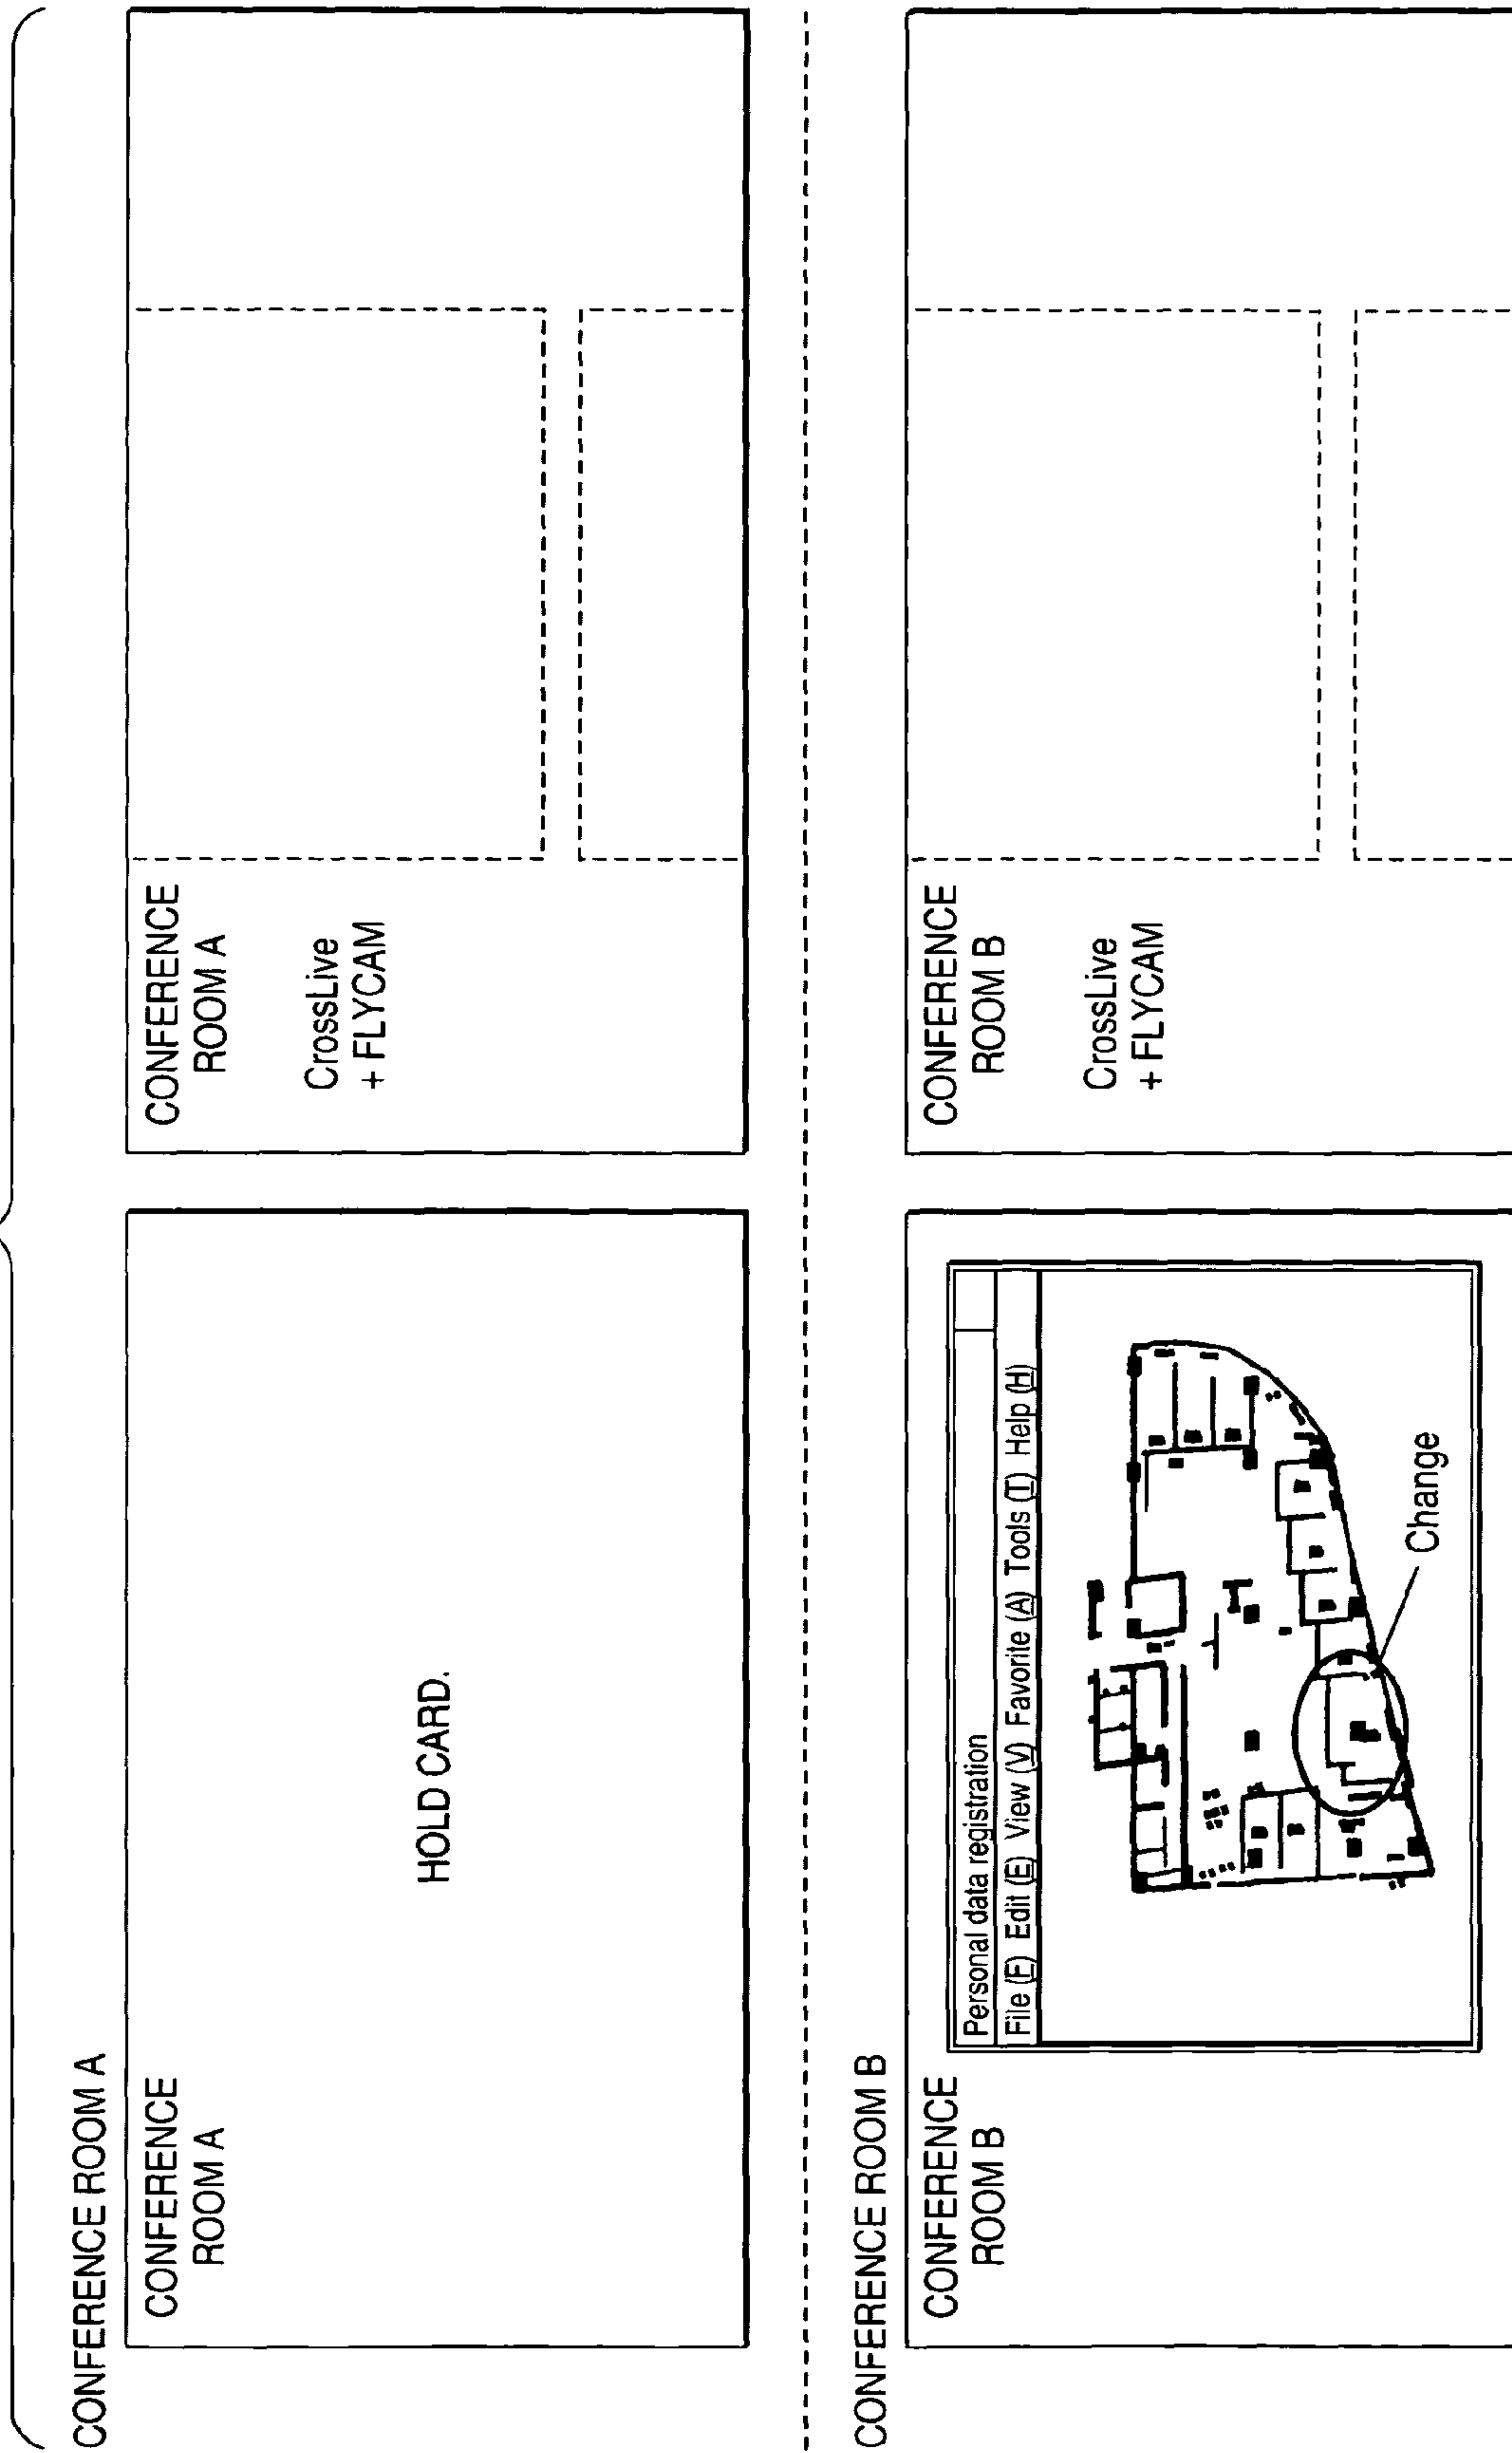 CONFERENCE ROOM A
CONFERENCE
ROOM A
HOLD CARD.
CONFERENCE
ROOM A
CrossLive
+ FLYCAM
CONFERENCE ROOM B
CONFERENCE
ROOM B
Personal data registration
File (F) Edit (E) View (V) Favorite (A) Tools (T) Help (H)
Change
CONFERENCE
ROOM B
CrossLive
+ FLYCAM